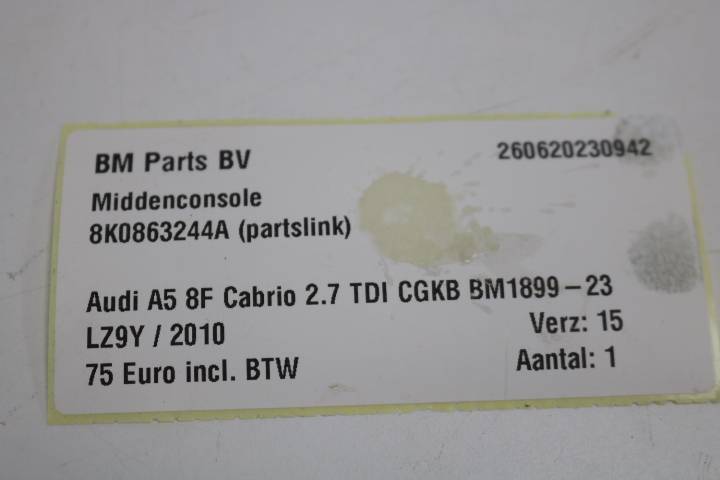 BM Parts BV 260620230942
Middenconsole
8K0863244A (partslink)
Audi A5 8F Cabrio 2.7 TDI CGKB BM1899-23
LZ9Y / 2010 Verz: 15
75 Euro incl. BTW Aantal: 1